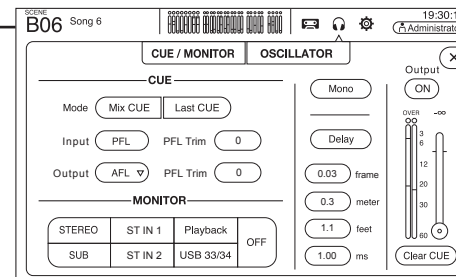 SCENE
B06 Song 6
19:30:1
Administrato
CUE / MONITOR
OSCILLATOR
CUE
Mode Mix CUE Last CUE
Input PFL PFL Trim 0
Output AFL PFL Trim 0
MONITOR
STEREO ST IN 1 Playback OFF
SUB ST IN 2 USB 33/34
Mono
Delay
0.03 frame
0.3 meter
1.1 feet
1.00 ms
Output
ON
OVER -∞
3
6
12
20
30
60
Clear CUE